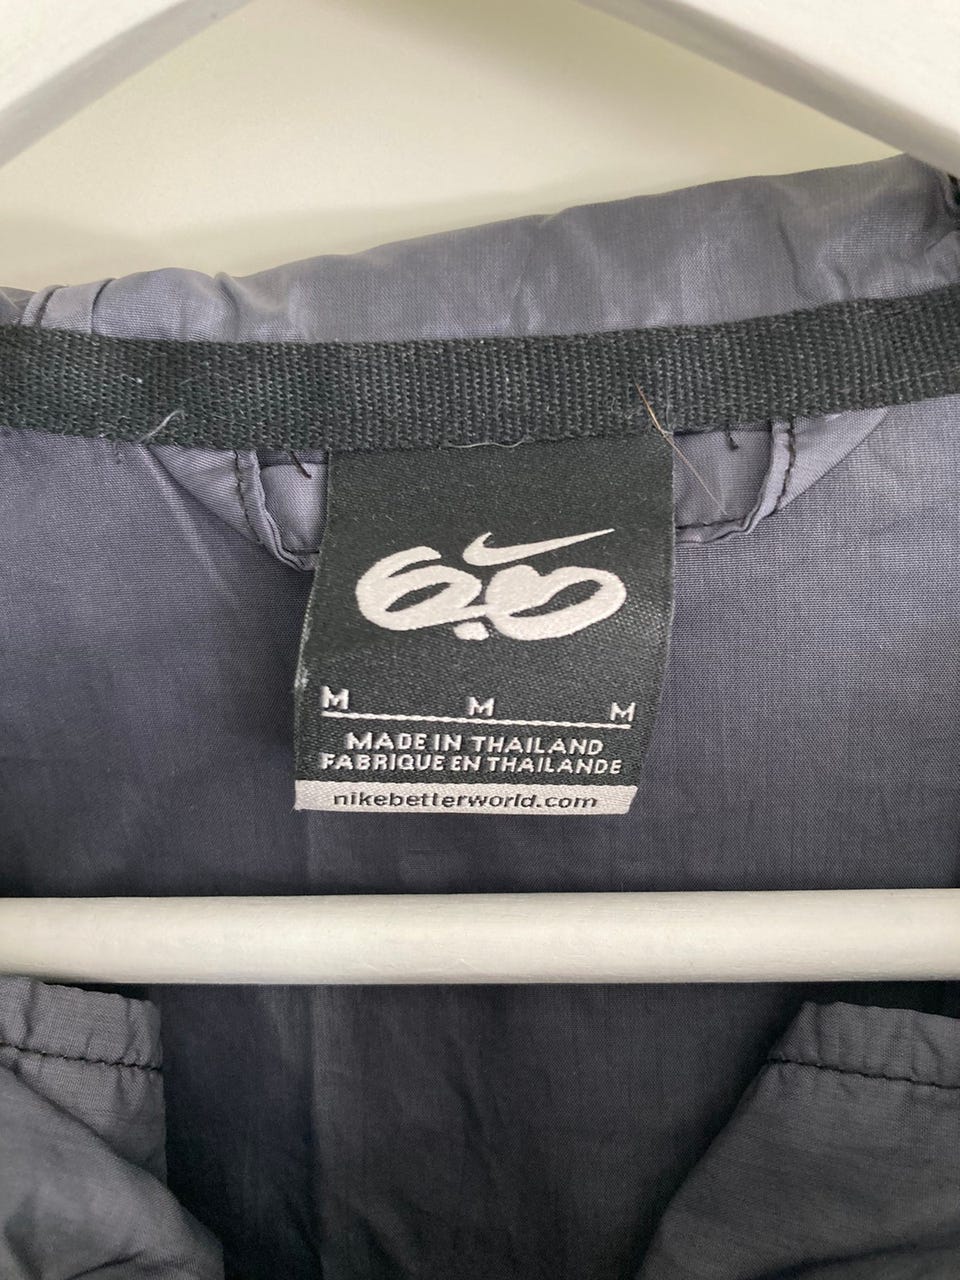 6.0
M M M
MADE IN THAILAND
FABRIQUE EN THAILANDE
nikebetterworld.com